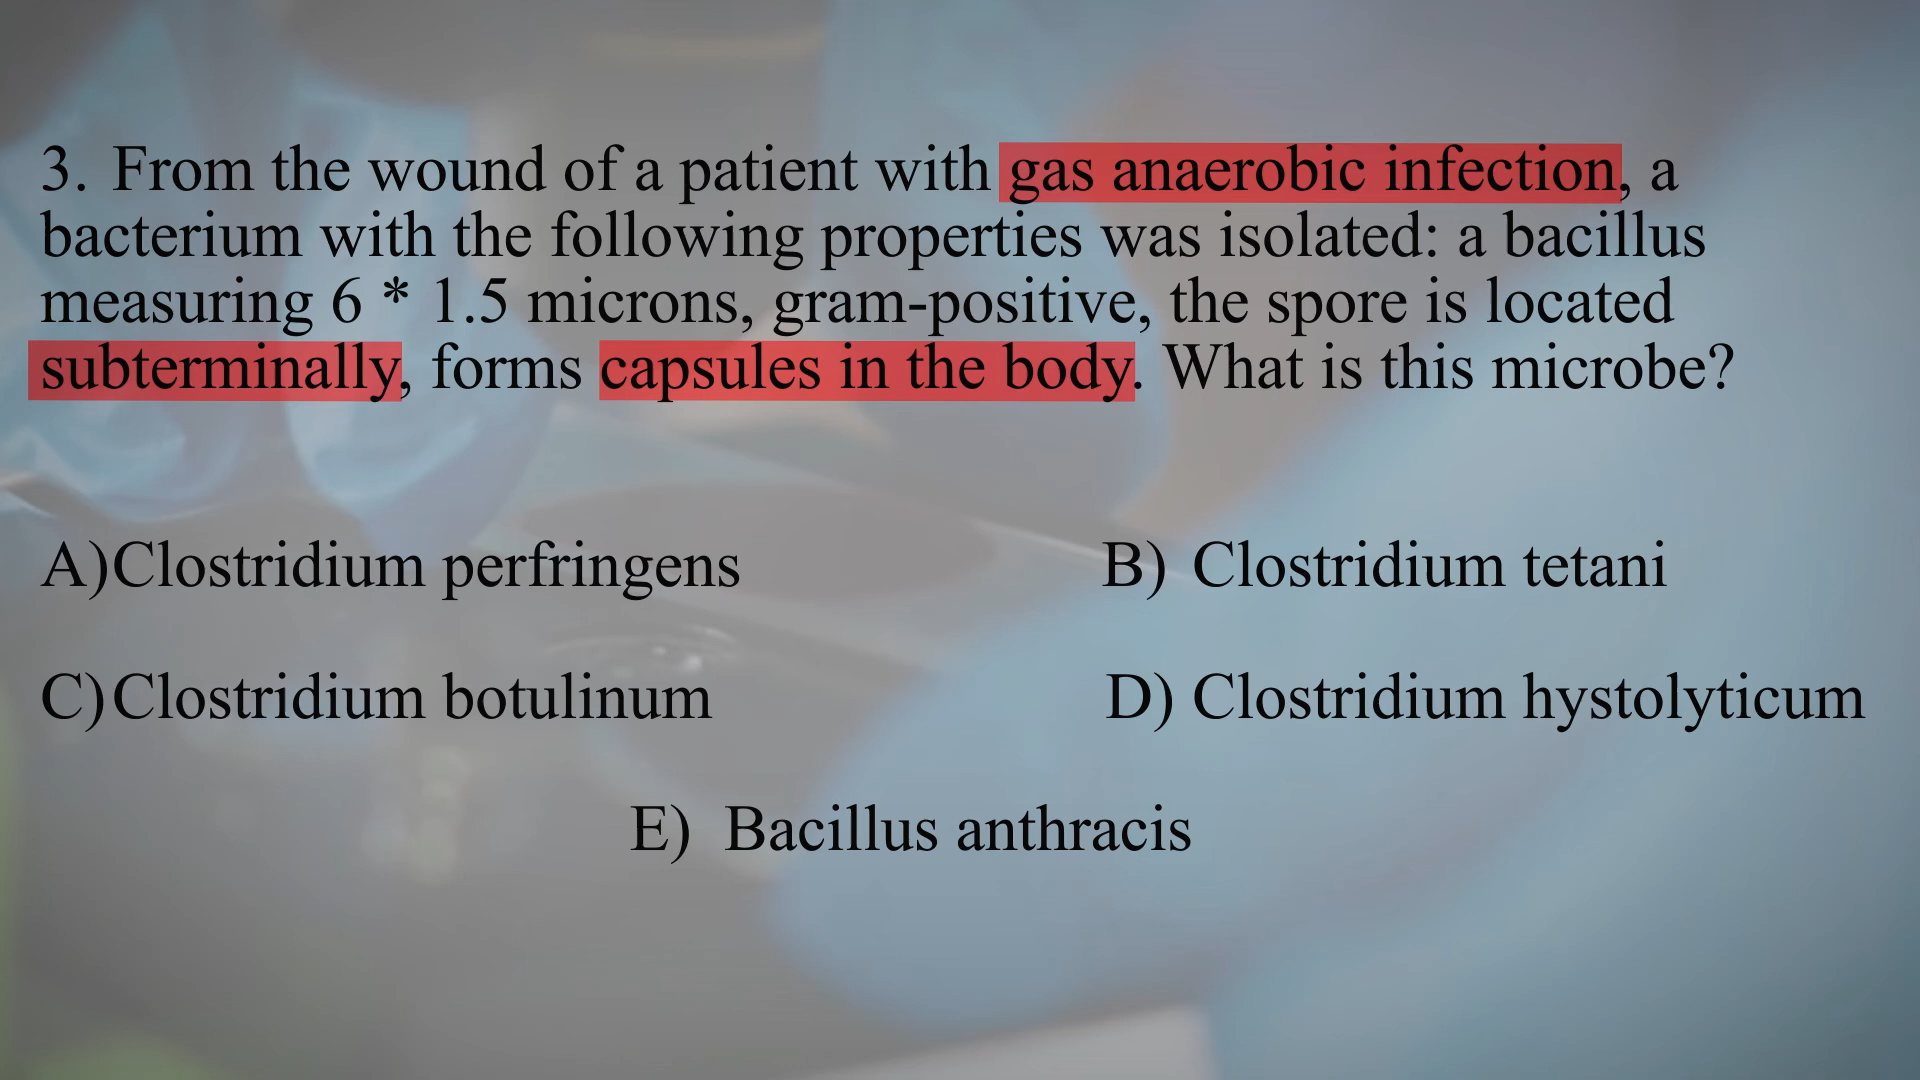 3. From the wound of a patient with gas anaerobic infection, a
bacterium with the following properties was isolated: a bacillus
measuring 6 * 1.5 microns, gram-positive, the spore is located
subterminally, forms capsules in the body. What is this microbe?
A)Clostridium perfringens
B) Clostridium tetani
C)Clostridium botulinum
D) Clostridium hystolyticum
E) Bacillus anthracis